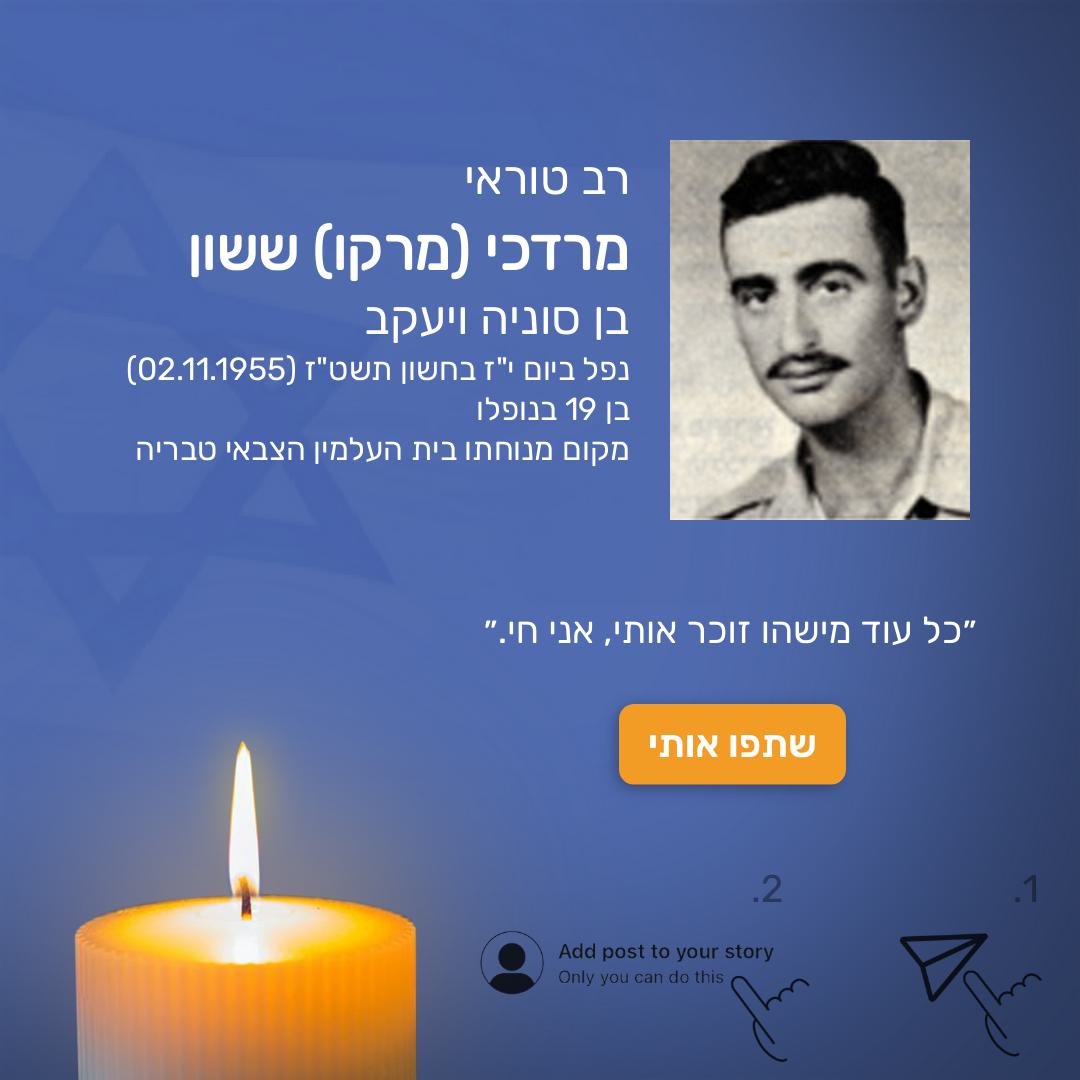 רב טוראי
מרדכי (מרקו) ששון
בן סוניה ויעקב
נפל ביום י"ז בחשון תשט"ז (02.11.1955)
בן 19 בנופלו
מקום מנוחתו בית העלמין הצבאי טבריה
״כל עוד מישהו זוכר אותי, אני חי.״
שתפו אותי
1.
2.
Add post to your story
Only you can do this